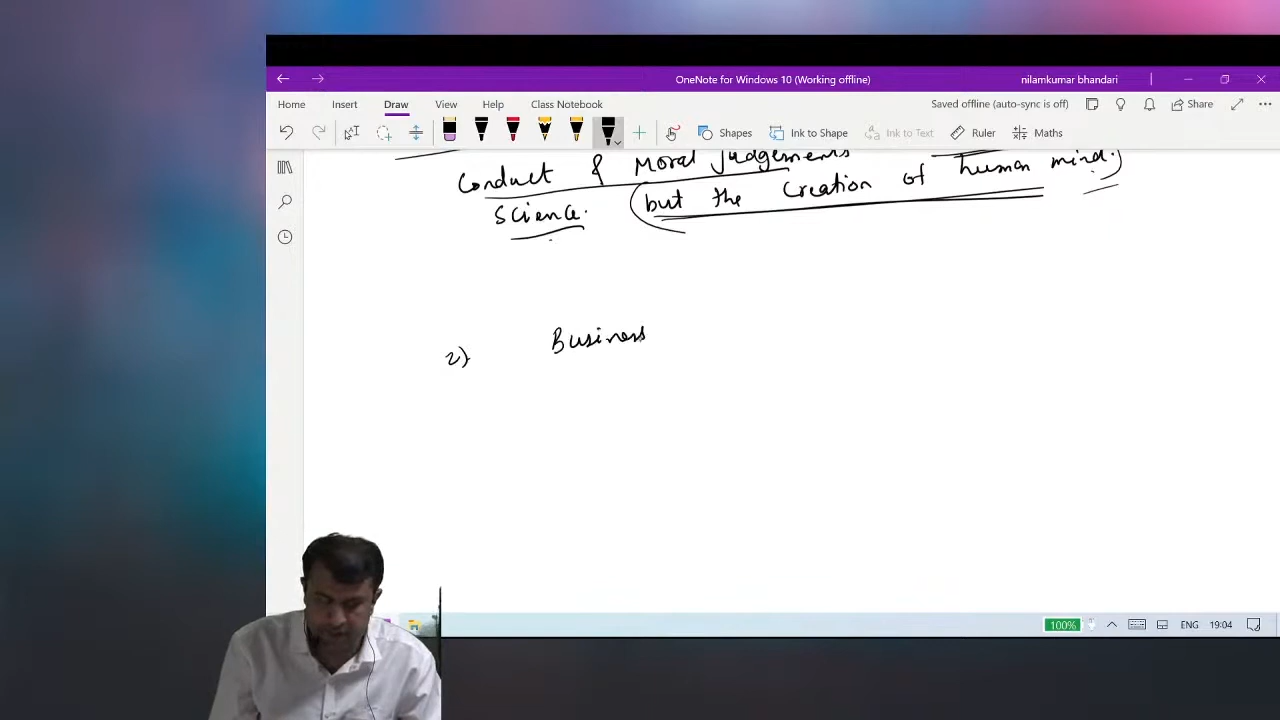 OneNote for Windows 10 (Working offline)
nilamkumar bhandari
Home Insert Draw View Help Class Notebook
Saved offline (auto-sync is off) Share
Shapes Ink to Shape Ink to Text Ruler Maths
Conduct & Moral Judgements
Science.
but the Creation of human mind.)
2) Business
100% ENG 19:04